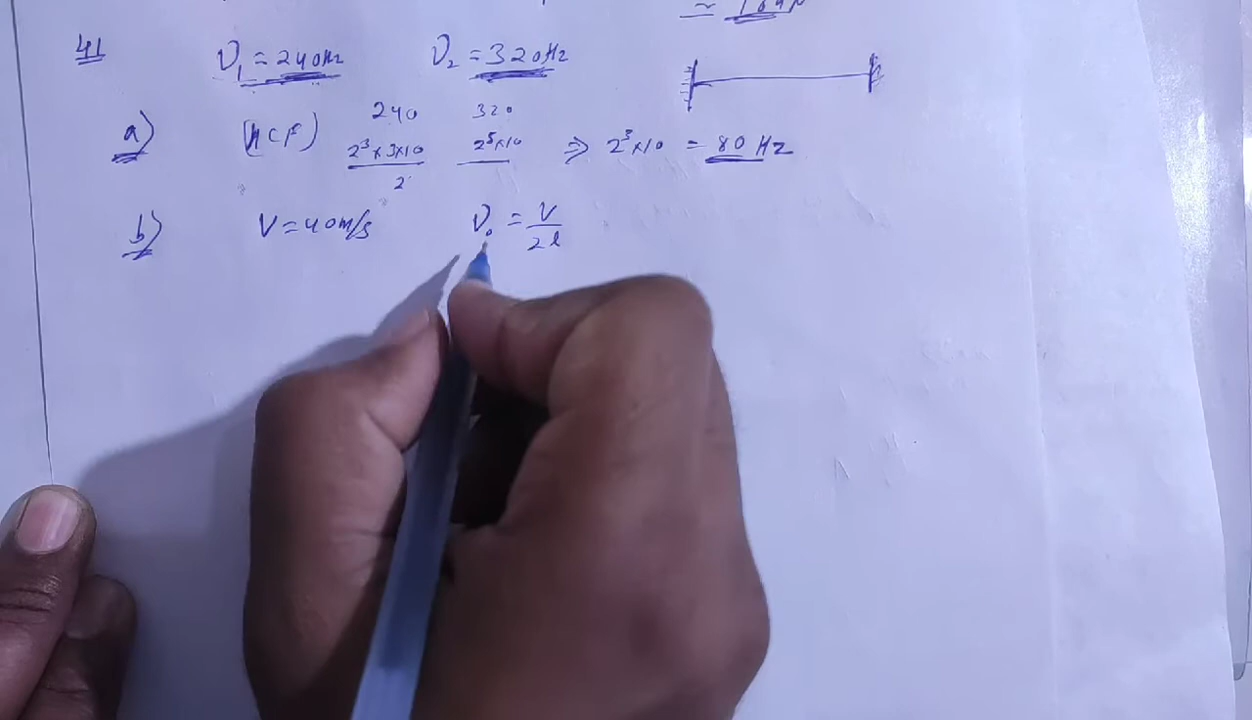 41 ν₁ = 240Hz ν₂ = 320Hz
a) (HCF) 240 320
2³×3×10 2⁵×10 ⇒ 2³×10 = 80 Hz
2
b) V = 40m/s ν₀ = V/2l